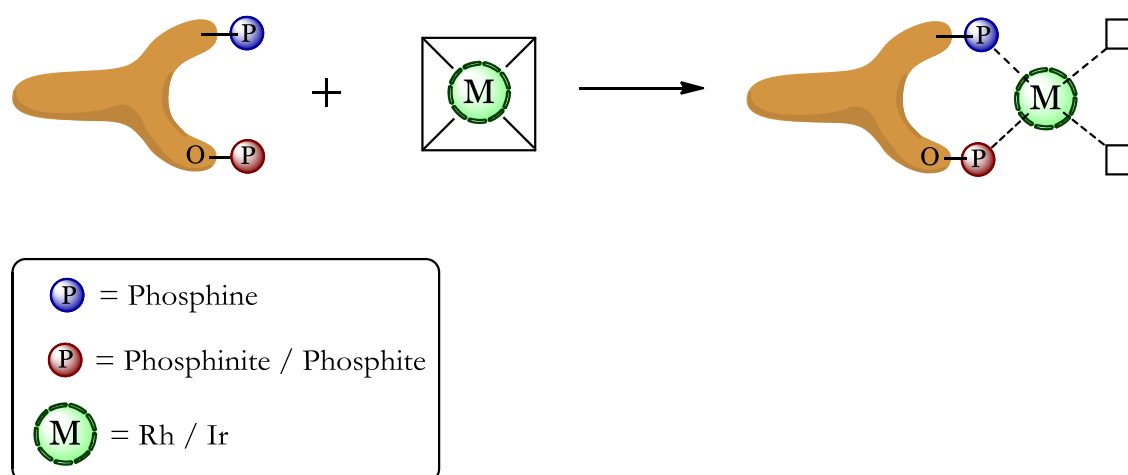 P P
+ M M
O P O P
P = Phosphine
P = Phosphinite / Phosphite
M = Rh / Ir